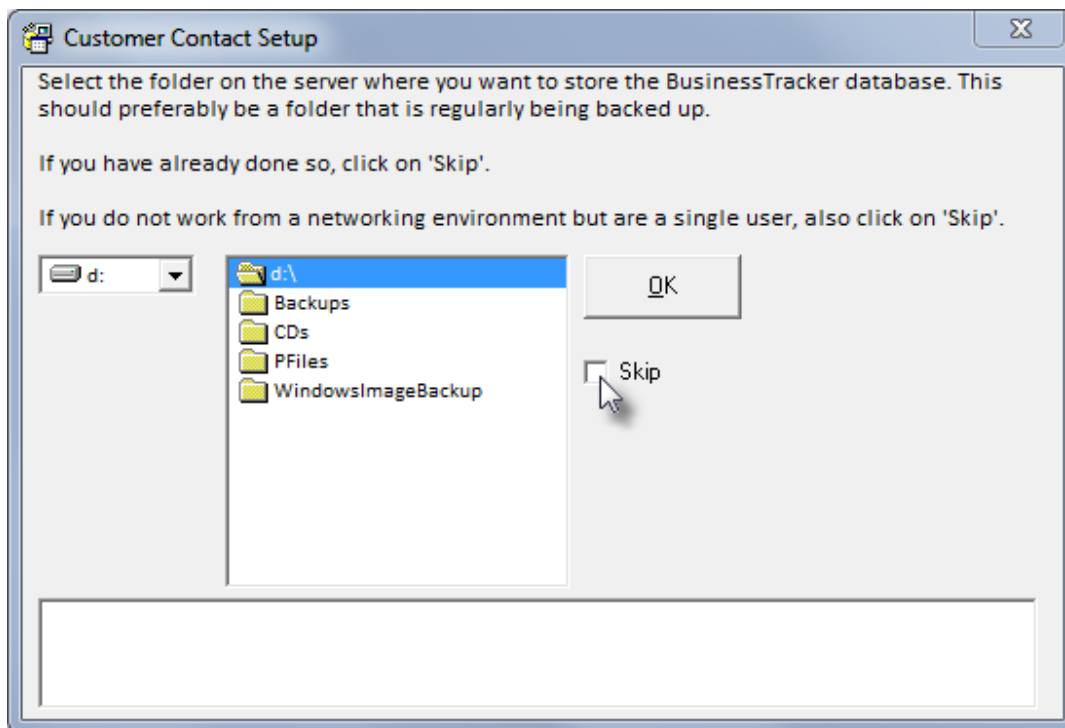 Customer Contact Setup
Select the folder on the server where you want to store the BusinessTracker database. This
should preferably be a folder that is regularly being backed up.
If you have already done so, click on 'Skip'.
If you do not work from a networking environment but are a single user, also click on 'Skip'.
d:
d:\
Backups
CDs
PFiles
WindowsImageBackup
OK
Skip